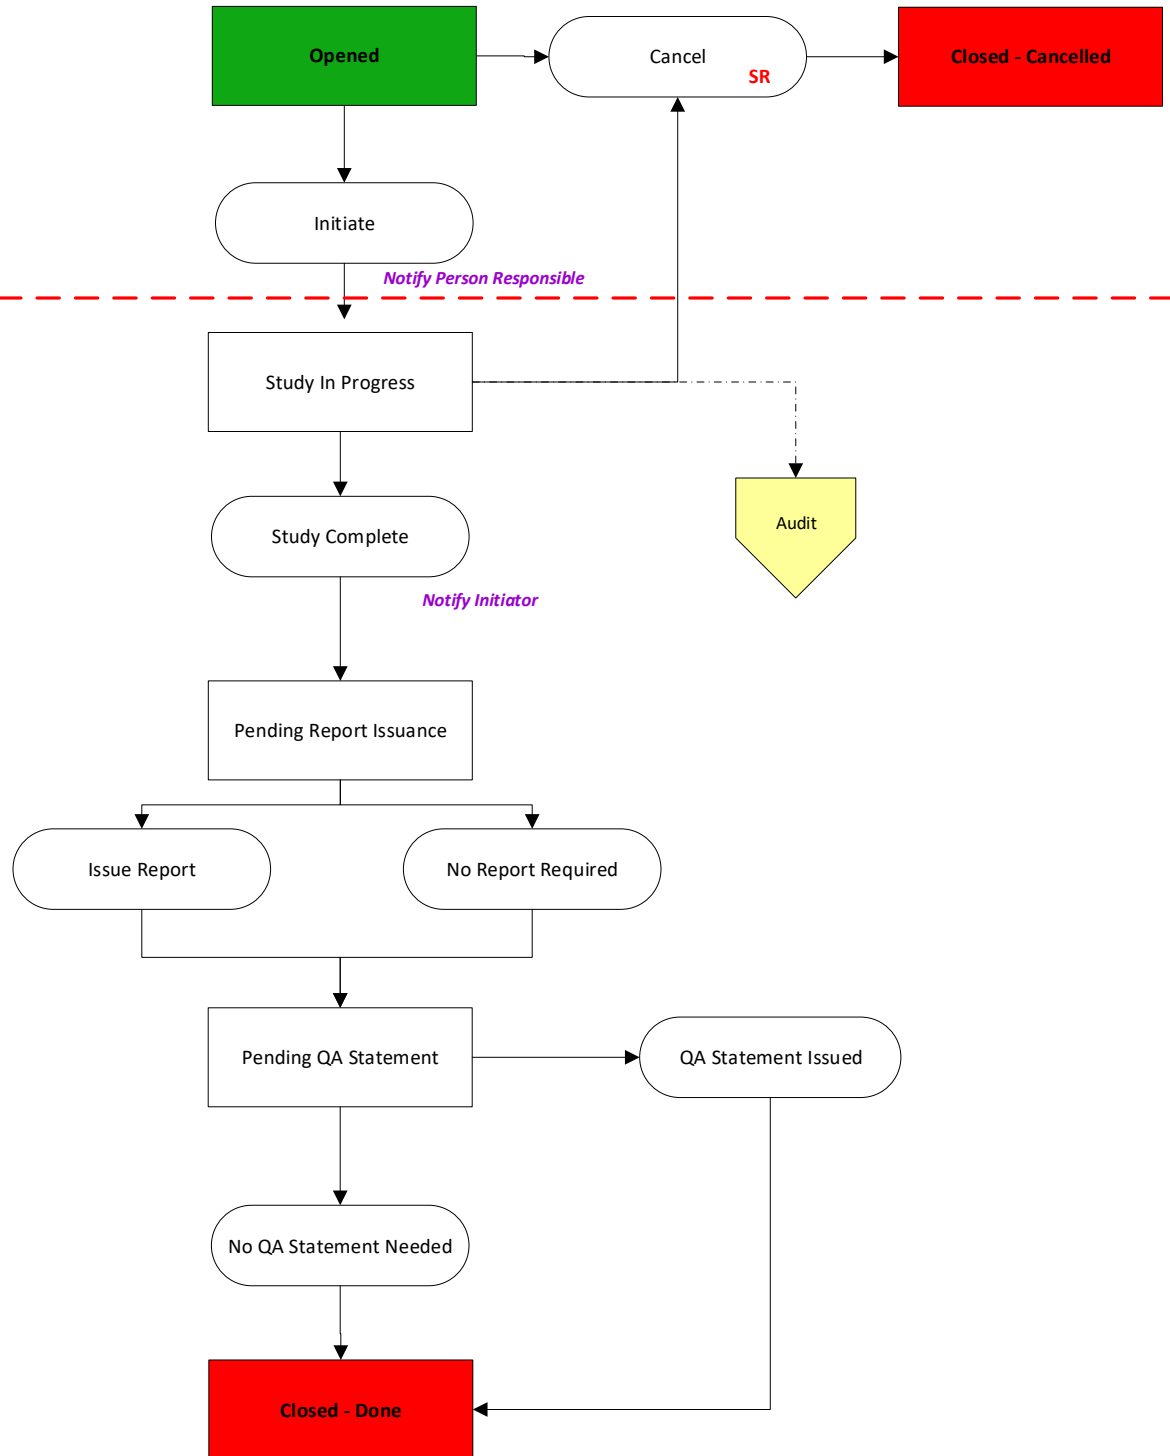 Opened
Cancel
SR
Closed - Cancelled
Initiate
Notify Person Responsible
Study In Progress
Audit
Study Complete
Notify Initiator
Pending Report Issuance
Issue Report
No Report Required
Pending QA Statement
QA Statement Issued
No QA Statement Needed
Closed - Done